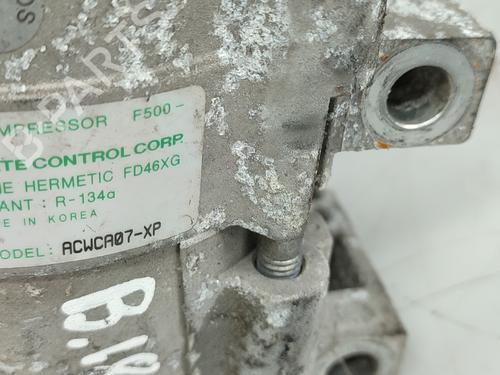 MPRESSOR F500-
TE CONTROL CORP.
HERMETIC FD46XG
ANT : R-134a
IN KOREA
ODEL: ACWCA07-XP